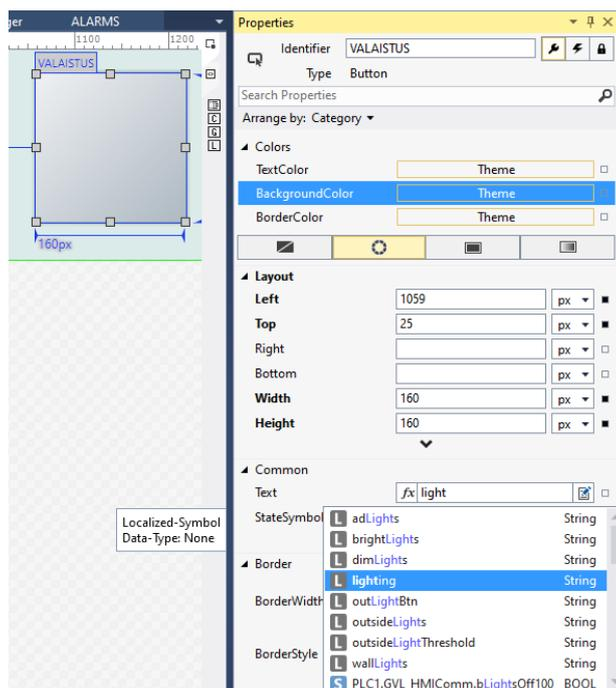 ger ALARMS
1100 1200
VALAISTUS
C
G
L
160px
Properties
Identifier VALAISTUS
Type Button
Search Properties
Arrange by: Category
Colors
TextColor Theme
BackgroundColor Theme
BorderColor Theme
Layout
Left 1059 px
Top 25 px
Right px
Bottom px
Width 160 px
Height 160 px
Common
Text fx light
StateSymbol
Localized-Symbol
Data-Type: None
L adLights String
L brightLights String
L dimLights String
Border
L lighting String
BorderWidth
L outLightBtn String
L outsideLights String
L outsideLightThreshold String
BorderStyle
L wallLights String
S PLC1.GVL_HMIComm.bLightsOff100 BOOL